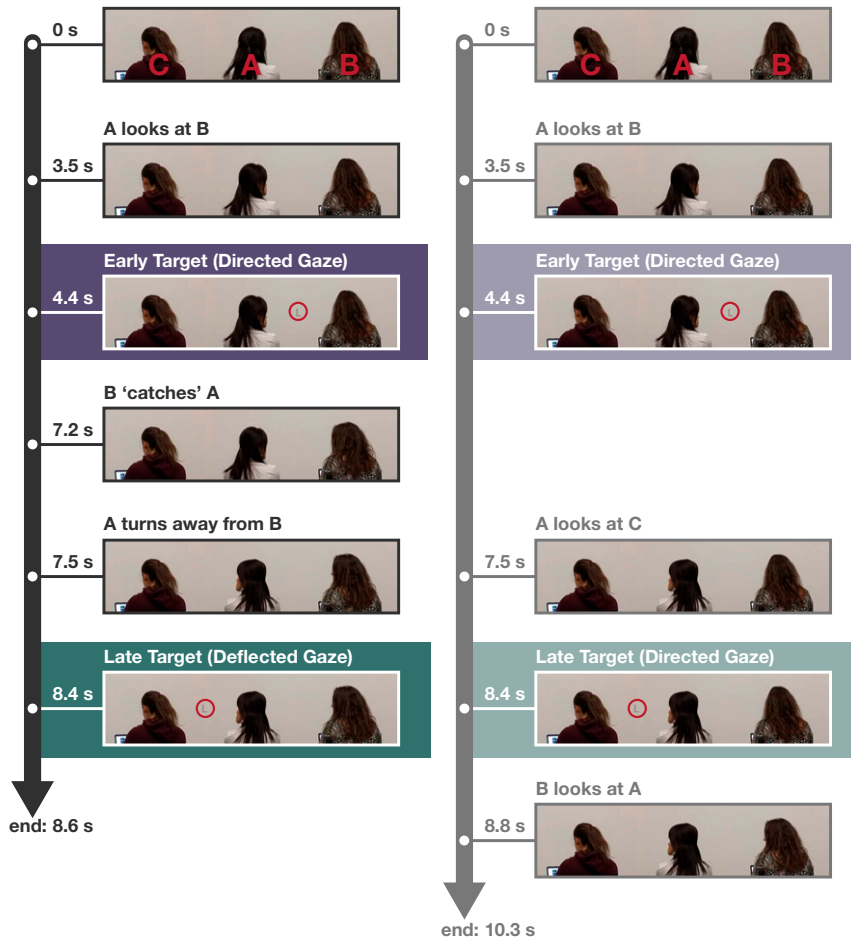 0 s
C A B
A looks at B
3.5 s
Early Target (Directed Gaze)
4.4 s
L
B ‘catches’ A
7.2 s
A turns away from B
7.5 s
Late Target (Deflected Gaze)
8.4 s
L
end: 8.6 s
0 s
C A B
A looks at B
3.5 s
Early Target (Directed Gaze)
4.4 s
L
A looks at C
7.5 s
Late Target (Directed Gaze)
8.4 s
L
B looks at A
8.8 s
end: 10.3 s